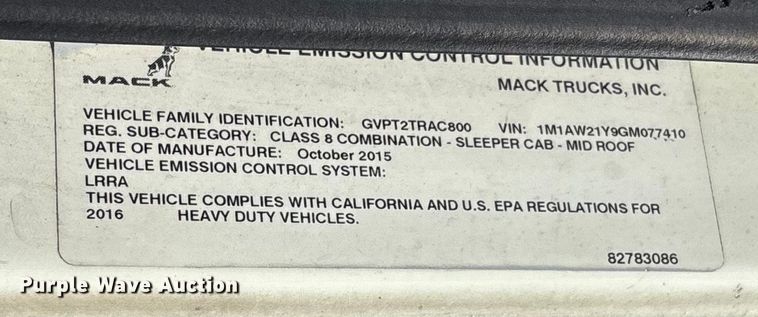 VEHICLE EMISSION CONTROL INFORMATION
MACK
MACK TRUCKS, INC.
VEHICLE FAMILY IDENTIFICATION: GVPT2TRAC800 VIN: 1M1AW21Y9GM077410
REG. SUB-CATEGORY: CLASS 8 COMBINATION - SLEEPER CAB - MID ROOF
DATE OF MANUFACTURE: October 2015
VEHICLE EMISSION CONTROL SYSTEM:
LRRA
THIS VEHICLE COMPLIES WITH CALIFORNIA AND U.S. EPA REGULATIONS FOR
2016 HEAVY DUTY VEHICLES.
82783086
Purple Wave Auction